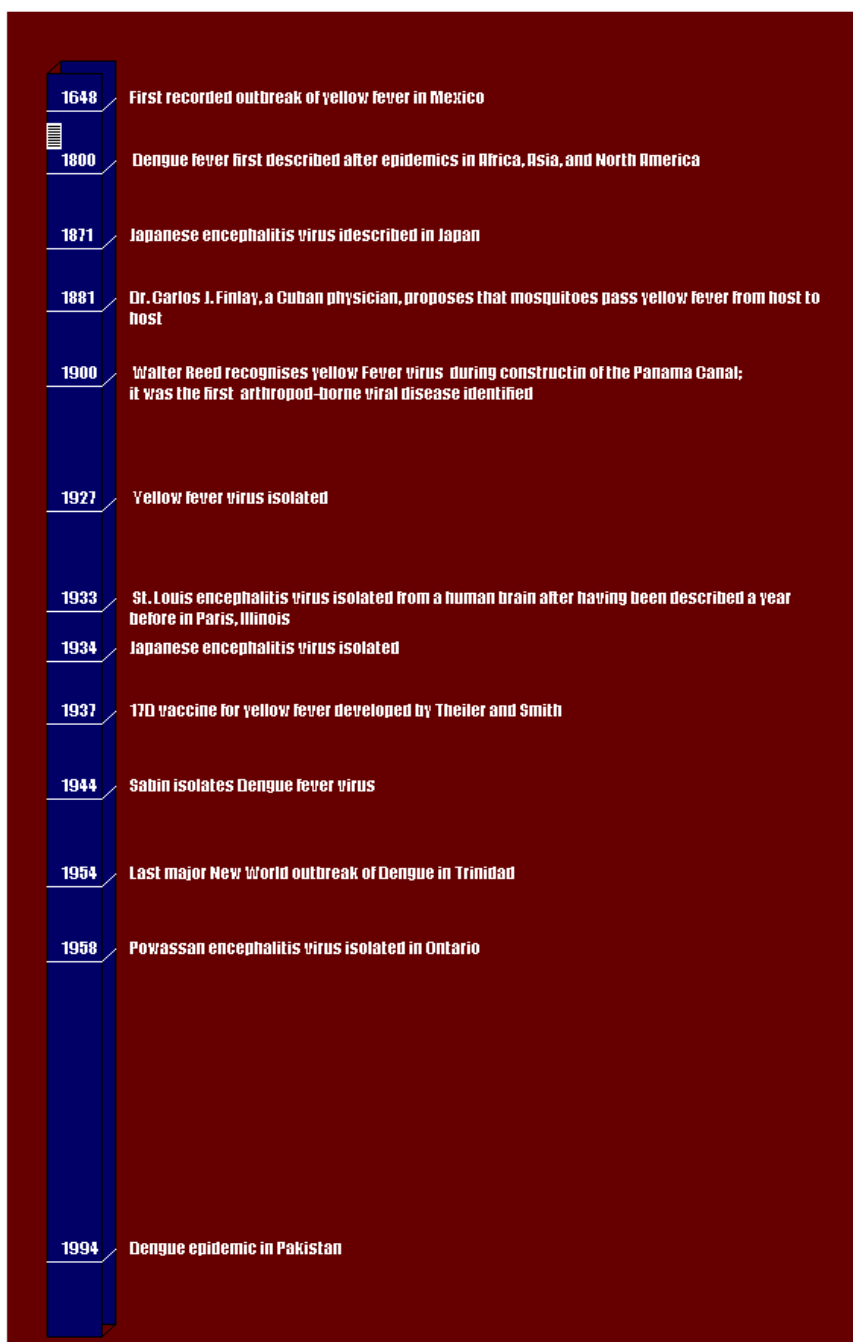 1648 First recorded outbreak of yellow fever in Mexico
1800 Dengue fever first described after epidemics in Africa, Asia, and North America
1871 Japanese encephalitis virus idescribed in Japan
1881 Dr. Carlos J. Finlay, a Cuban physician, proposes that mosquitoes pass yellow fever from host to
host
1900 Walter Reed recognises yellow Fever virus during constructin of the Panama Canal;
it was the first arthropod-borne viral disease identified
1927 Yellow fever virus isolated
1933 St. Louis encephalitis virus isolated from a human brain after having been described a year
before in Paris, Illinois
1934 Japanese encephalitis virus isolated
1937 17D vaccine for yellow fever developed by Theiler and Smith
1944 Sabin isolates Dengue fever virus
1954 Last major New World outbreak of Dengue in Trinidad
1958 Powassan encephalitis virus isolated in Ontario
1994 Dengue epidemic in Pakistan